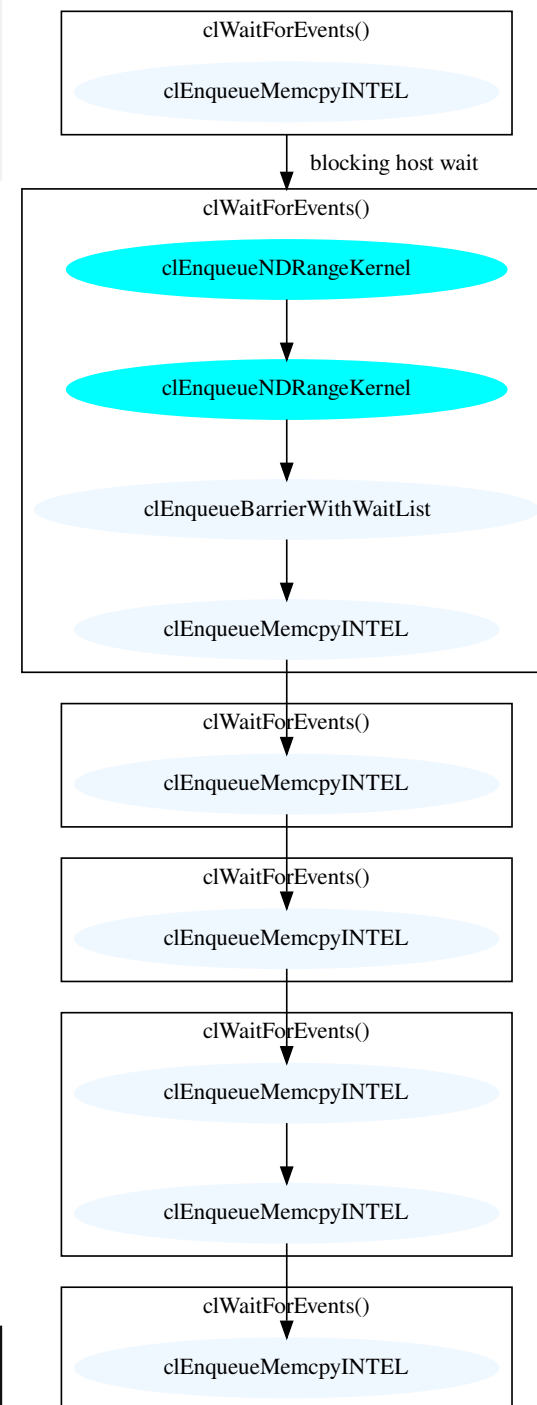 clWaitForEvents()
clEnqueueMemcpyINTEL
blocking host wait
clWaitForEvents()
clEnqueueNDRangeKernel
clEnqueueNDRangeKernel
clEnqueueBarrierWithWaitList
clEnqueueMemcpyINTEL
clWaitForEvents()
clEnqueueMemcpyINTEL
clWaitForEvents()
clEnqueueMemcpyINTEL
clWaitForEvents()
clEnqueueMemcpyINTEL
clEnqueueMemcpyINTEL
clWaitForEvents()
clEnqueueMemcpyINTEL